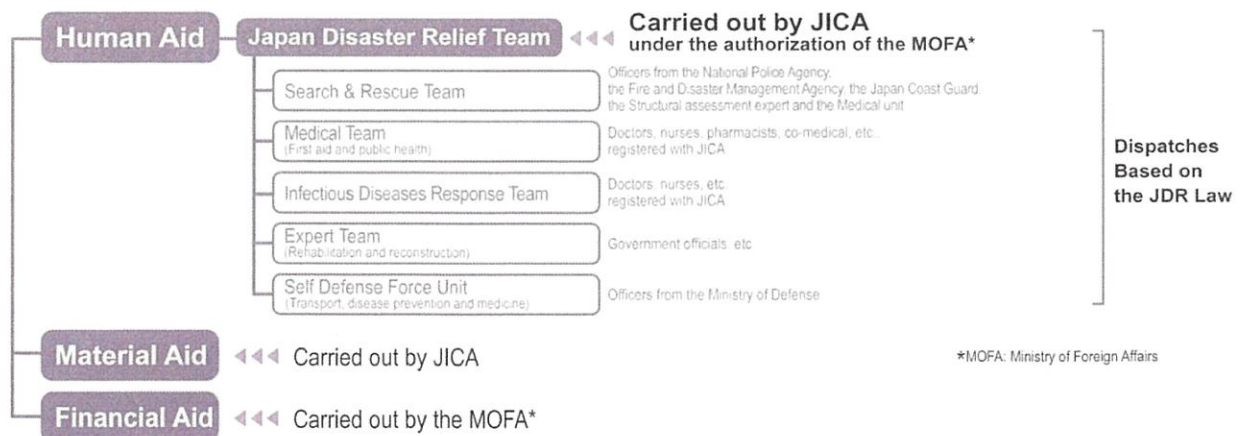 Human Aid
Japan Disaster Relief Team
Carried out by JICA
under the authorization of the MOFA*
Search & Rescue Team
Officers from the National Police Agency,
the Fire and Disaster Management Agency, the Japan Coast Guard
the Structural assessment expert and the Medical unit
Medical Team
(First aid and public health)
Doctors, nurses, pharmacists, co-medical, etc.,
registered with JICA
Infectious Diseases Response Team
Doctors, nurses, etc.
registered with JICA
Expert Team
(Rehabilitation and reconstruction)
Government officials, etc
Self Defense Force Unit
(Transport, disease prevention and medicine)
Officers from the Ministry of Defense
Dispatches
Based on
the JDR Law
Material Aid
Carried out by JICA
*MOFA: Ministry of Foreign Affairs
Financial Aid
Carried out by the MOFA*